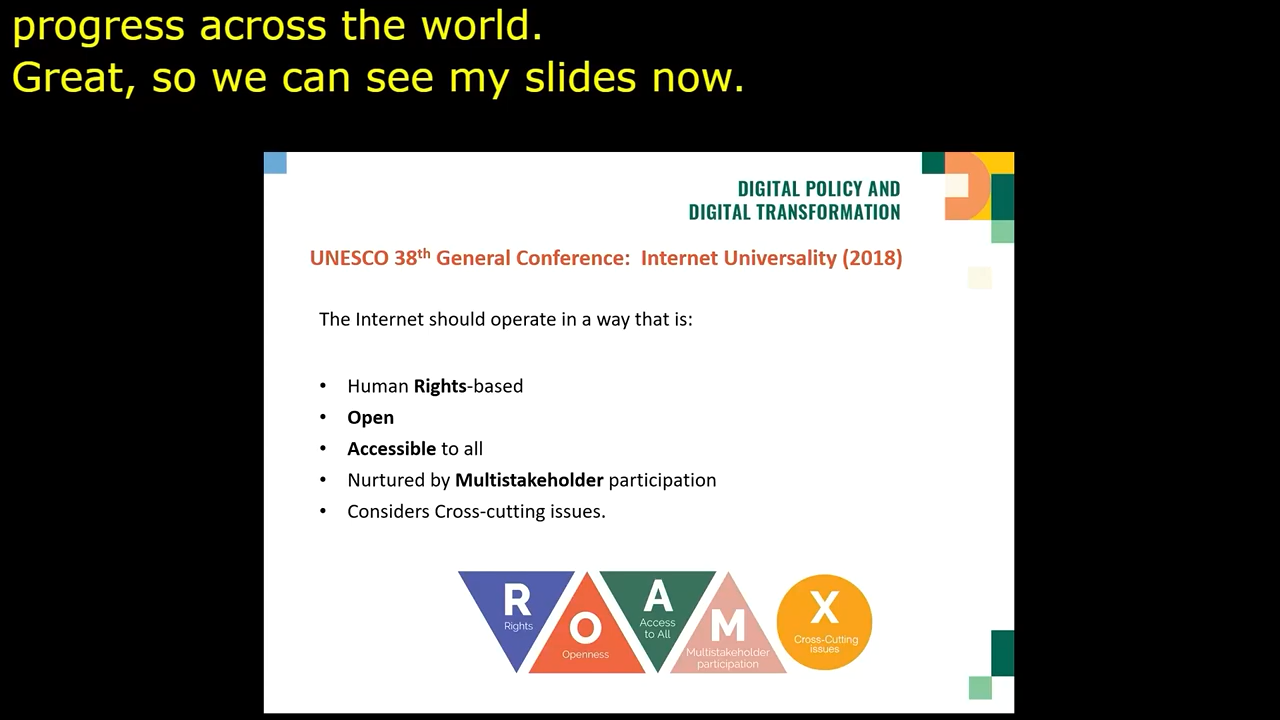 progress across the world.
Great, so we can see my slides now.
DIGITAL POLICY AND
DIGITAL TRANSFORMATION
UNESCO 38th General Conference: Internet Universality (2018)
The Internet should operate in a way that is:
• Human Rights-based
• Open
• Accessible to all
• Nurtured by Multistakeholder participation
• Considers Cross-cutting issues.
R
Rights
O
Openness
A
Access
to All
M
Multistakeholder
participation
X
Cross-Cutting
issues